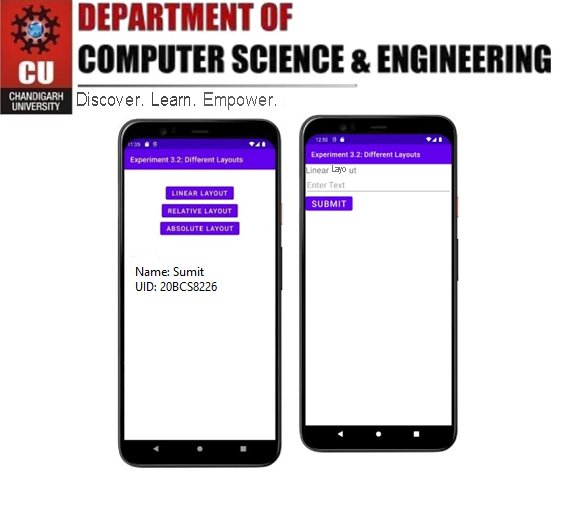 DEPARTMENT OF
COMPUTER SCIENCE & ENGINEERING
CU
CHANDIGARH
UNIVERSITY
Discover. Learn. Empower.
11:39
Experiment 3.2: Different Layouts
LINEAR LAYOUT
RELATIVE LAYOUT
ABSOLUTE LAYOUT
Name: Sumit
UID: 20BCS8226
12:50
Experiment 3.2: Different Layouts
Linear Layo ut
Enter Text
SUBMIT